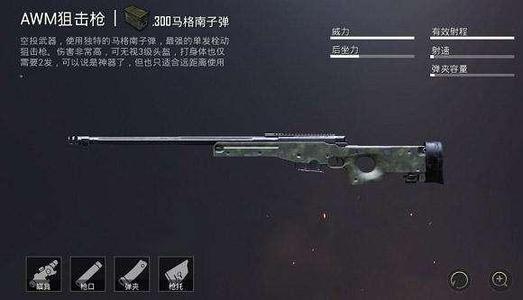 AWM狙击枪
.300马格南子弹
空投武器，使用独特的马格南子弹，最强的单发栓动
狙击枪。伤害非常高，可无视3级头盔，打身体也仅
需要2发，可以说是神器了，但也只适合远距离使用
。
威力
后坐力
有效射程
射速
弹夹容量
瞄具
枪口
弹夹
枪托